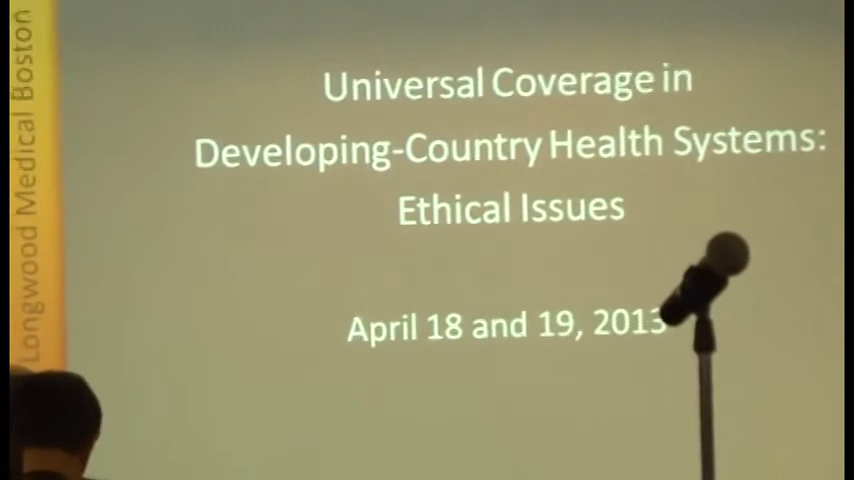 Longwood Medical Boston
Universal Coverage in
Developing-Country Health Systems:
Ethical Issues
April 18 and 19, 2013